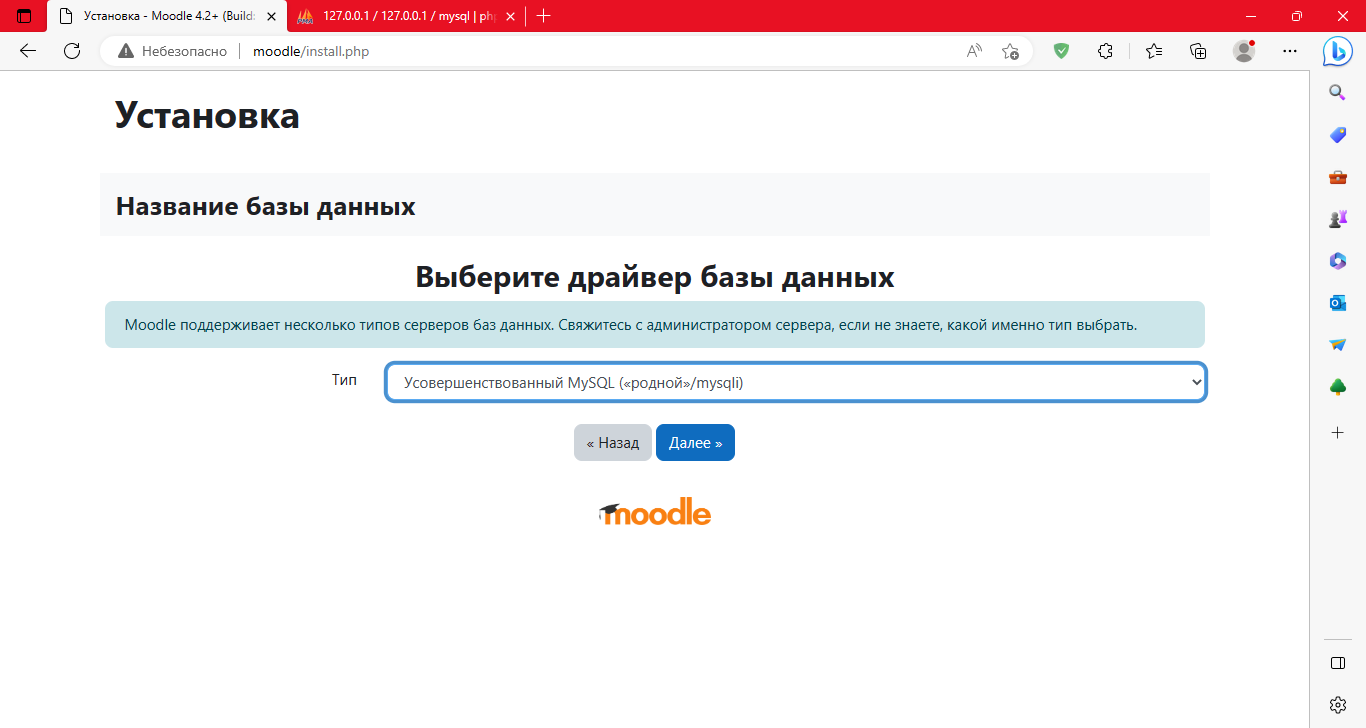 Установка - Moodle 4.2+ (Build:
127.0.0.1 / 127.0.0.1 / mysql | ph
Небезопасно
moodle/install.php
Установка
Название базы данных
Выберите драйвер базы данных
Moodle поддерживает несколько типов серверов баз данных. Свяжитесь с администратором сервера, если не знаете, какой именно тип выбрать.
Тип
Усовершенствованный MySQL («родной»/mysqli)
« Назад
Далее »
moodle